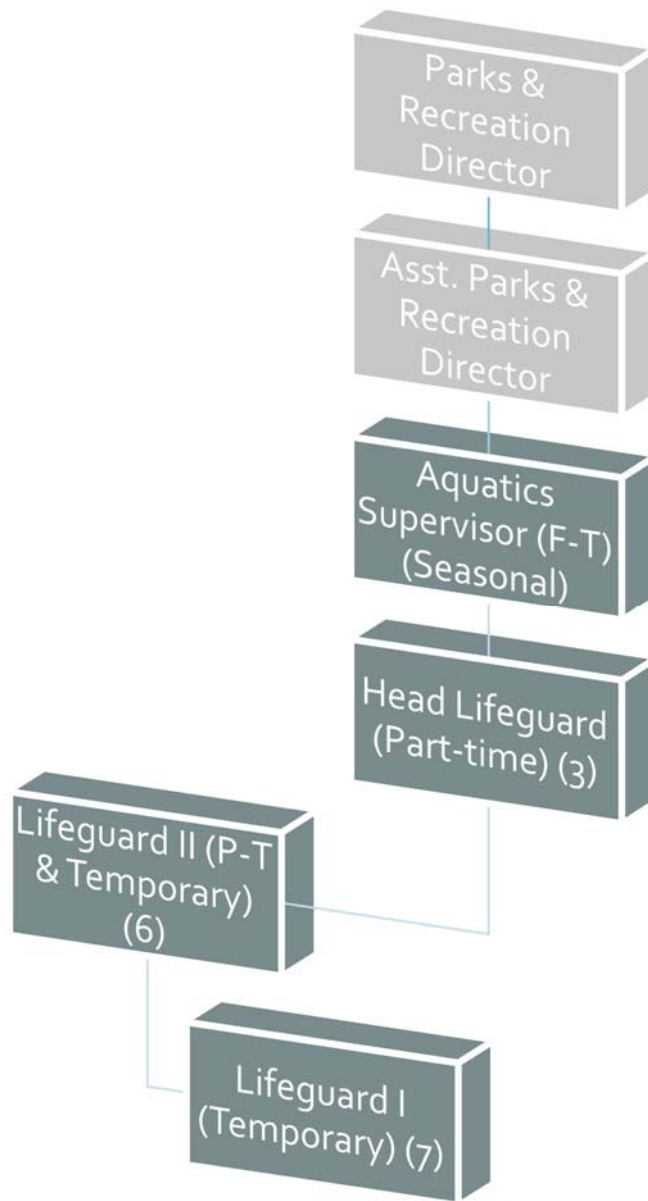 Parks &
Recreation
Director
Asst. Parks &
Recreation
Director
Aquatics
Supervisor (F-T)
(Seasonal)
Head Lifeguard
(Part-time) (3)
Lifeguard II (P-T
& Temporary)
(6)
Lifeguard I
(Temporary) (7)